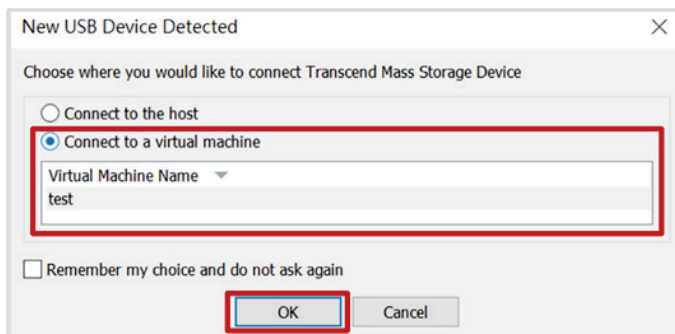 New USB Device Detected
Choose where you would like to connect Transcend Mass Storage Device
Connect to the host
Connect to a virtual machine
Virtual Machine Name
test
Remember my choice and do not ask again
OK Cancel